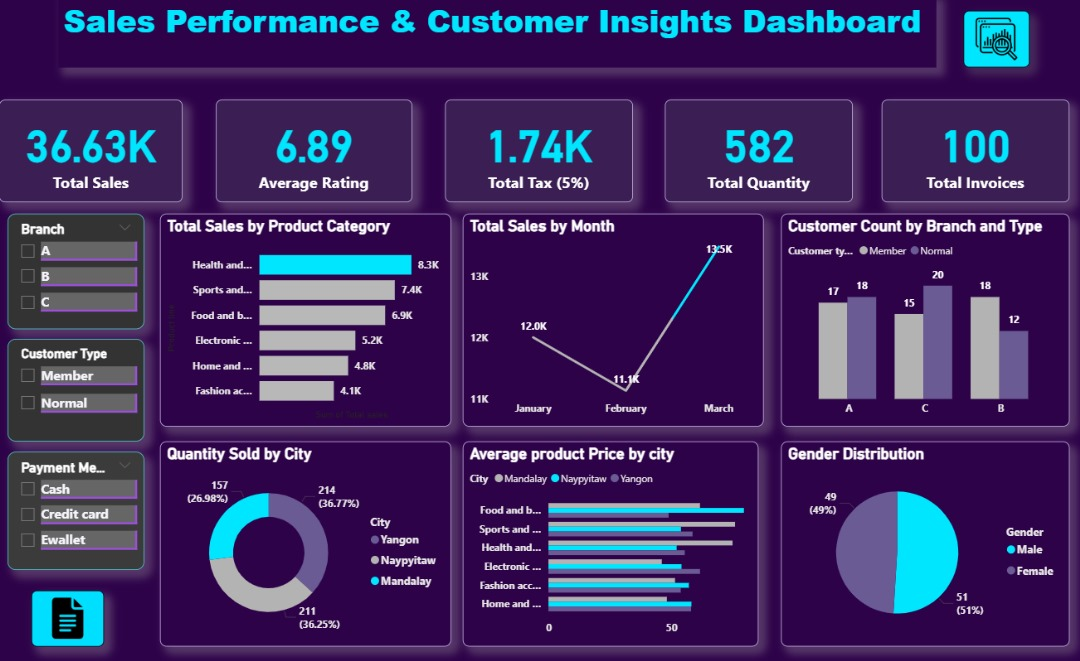 Sales Performance & Customer Insights Dashboard
36.63K
Total Sales
6.89
Average Rating
1.74K
Total Tax (5%)
582
Total Quantity
100
Total Invoices
Branch
A
B
C
Customer Type
Member
Normal
Payment Me...
Cash
Credit card
Ewallet
Total Sales by Product Category
Health and... 8.3K
Sports and... 7.4K
Food and b... 6.9K
Electronic ... 5.2K
Home and ... 4.8K
Fashion ac... 4.1K
Total Sales by Month
13K
12K
11K
12.0K
11.1K
13.5K
January February March
Customer Count by Branch and Type
Customer ty... Member Normal
17 18 15 20 18 12
A C B
Quantity Sold by City
157
(26.98%)
214
(36.77%)
211
(36.25%)
City
Yangon
Naypyitaw
Mandalay
Average product Price by city
City Mandalay Naypyitaw Yangon
Food and b...
Sports and ...
Health and...
Electronic ...
Fashion acc...
Home and ...
0 50
Gender Distribution
49
(49%)
51
(51%)
Gender
Male
Female